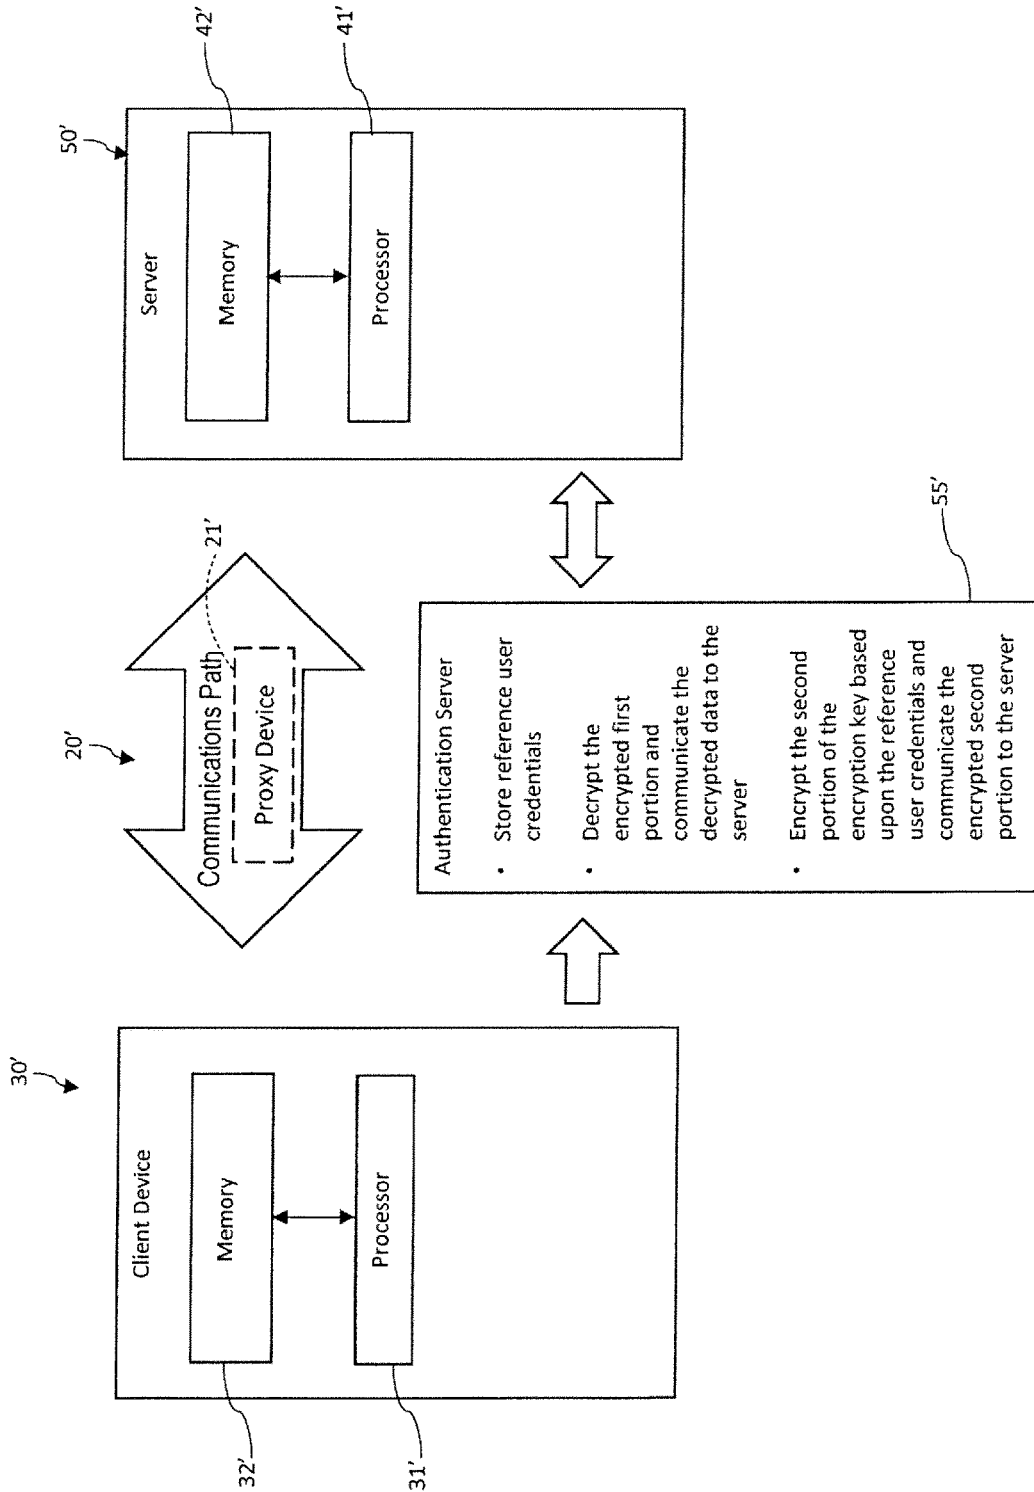 30'
Client Device
Memory
Processor
32'
31'
20'
Communications Path
Proxy Device
21'
Authentication Server
• Store reference user
credentials
• Decrypt the
encrypted first
portion and
communicate the
decrypted data to the
server
• Encrypt the second
portion of the
encryption key based
upon the reference
user credentials and
communicate the
encrypted second
portion to the server
55'
50'
Server
Memory
Processor
42'
41'